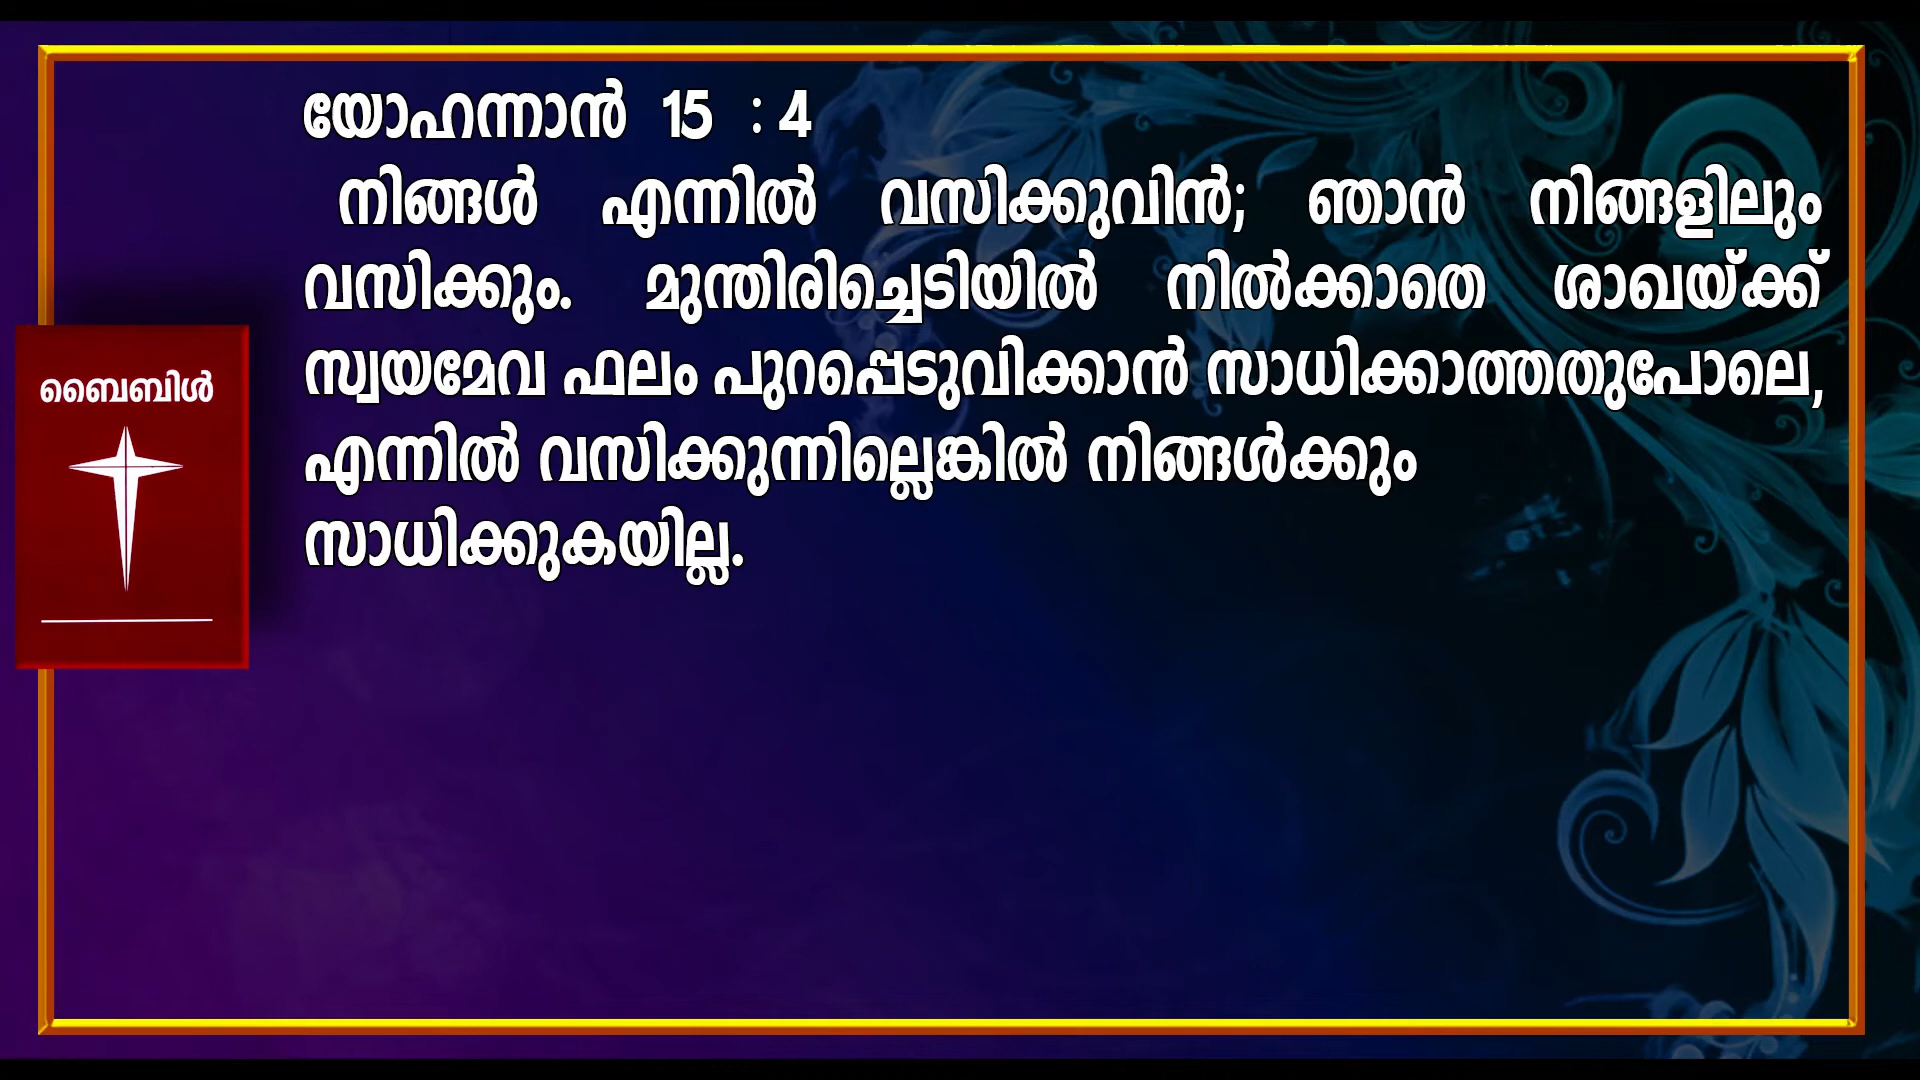 യോഹന്നാൻ 15 : 4
നിങ്ങൾ എന്നിൽ വസിക്കുവിൻ; ഞാൻ നിങ്ങളിലും
വസിക്കും. മുന്തിരിച്ചെടിയിൽ നിൽക്കാതെ ശാഖയ്ക്ക്
സ്വയമേവ ഫലം പുറപ്പെടുവിക്കാൻ സാധിക്കാത്തതുപോലെ,
എന്നിൽ വസിക്കുന്നില്ലെങ്കിൽ നിങ്ങൾക്കും
സാധിക്കുകയില്ല.
ബൈബിൾ